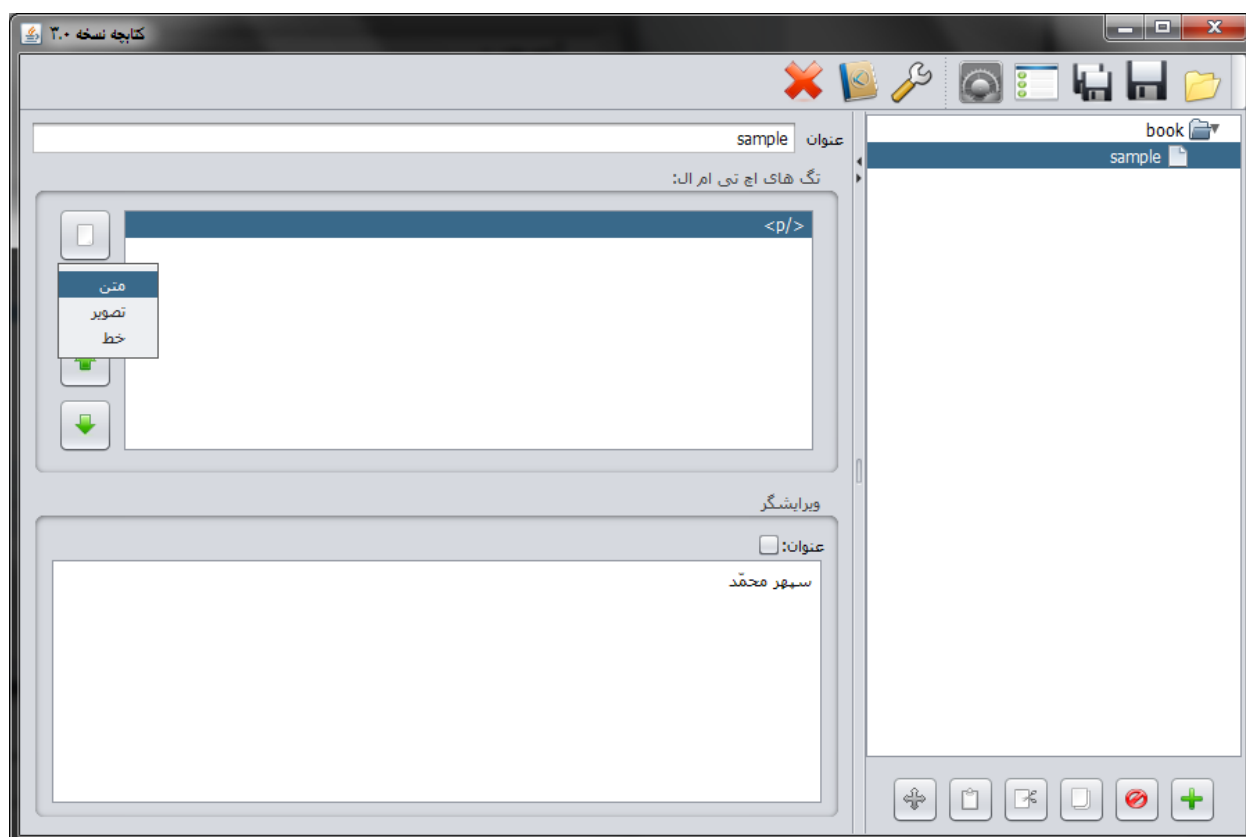 کتابچه نسخه ۳.۰
book
sample
عنوان sample
تگ های اچ تی ام ال:
<p/>
متن
تصویر
خط
ویرایشگر
عنوان:
سپهر محمّد